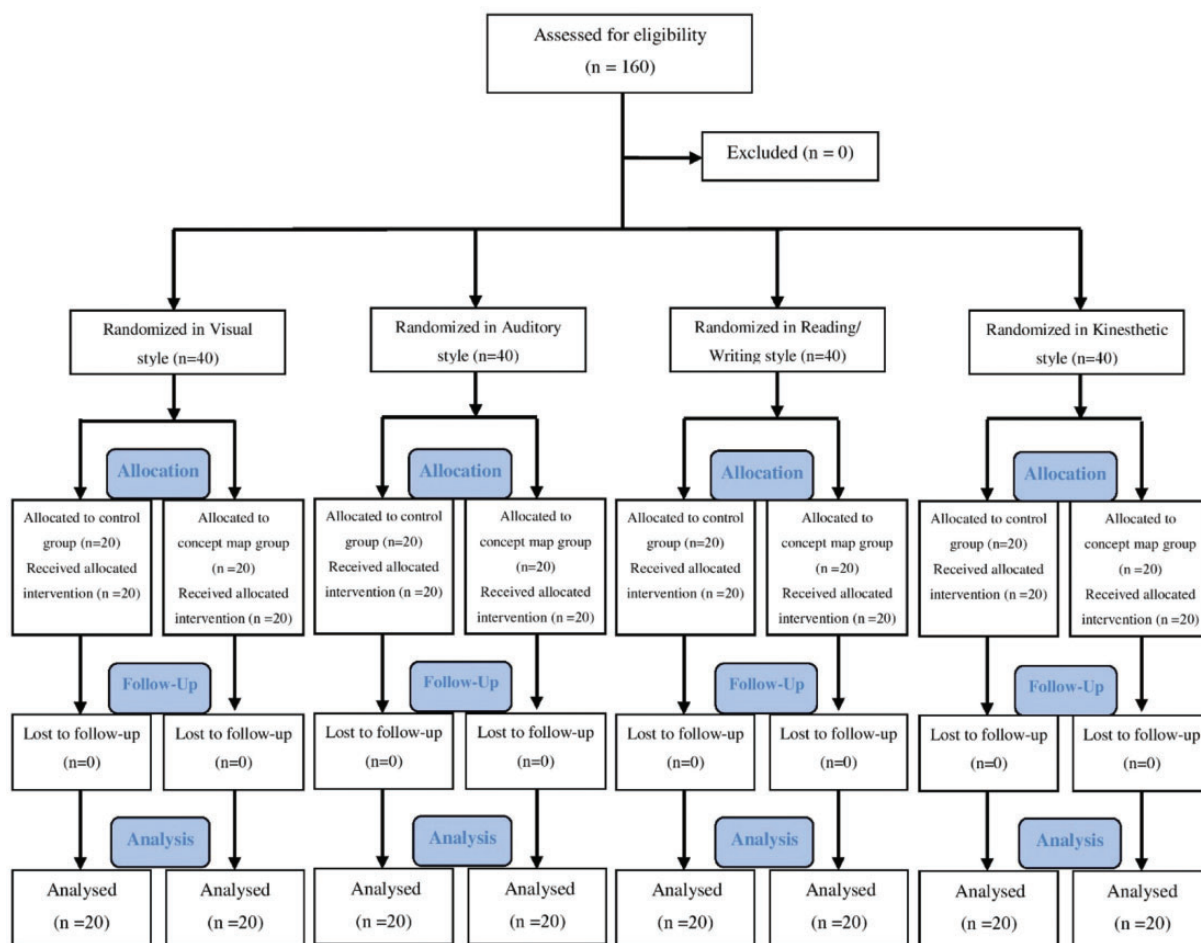 Assessed for eligibility
(n = 160)
Excluded (n = 0)
Randomized in Visual
style (n=40)
Randomized in Auditory
style (n=40)
Randomized in Reading/
Writing style (n=40)
Randomized in Kinesthetic
style (n=40)
Allocation
Allocation
Allocation
Allocation
Allocated to control
group (n=20)
Received allocated
intervention (n =20)
Allocated to
concept map group
(n =20)
Received allocated
intervention (n =20)
Allocated to control
group (n=20)
Received allocated
intervention (n =20)
Allocated to
concept map group
(n=20)
Received allocated
intervention (n =20)
Allocated to control
group (n=20)
Received allocated
intervention (n =20)
Allocated to
concept map group
(n =20)
Received allocated
intervention (n =20)
Allocated to control
group (n=20)
Received allocated
intervention (n =20)
Allocated to
concept map group
(n =20)
Received allocated
intervention (n =20)
Follow-Up
Follow-Up
Follow-Up
Follow-Up
Lost to follow-up
(n=0)
Lost to follow-up
(n=0)
Lost to follow-up
(n=0)
Lost to follow-up
(n=0)
Lost to follow-up
(n=0)
Lost to follow-up
(n=0)
Lost to follow-up
(n=0)
Lost to follow-up
(n=0)
Analysis
Analysis
Analysis
Analysis
Analysed
(n =20)
Analysed
(n =20)
Analysed
(n =20)
Analysed
(n =20)
Analysed
(n =20)
Analysed
(n =20)
Analysed
(n =20)
Analysed
(n =20)